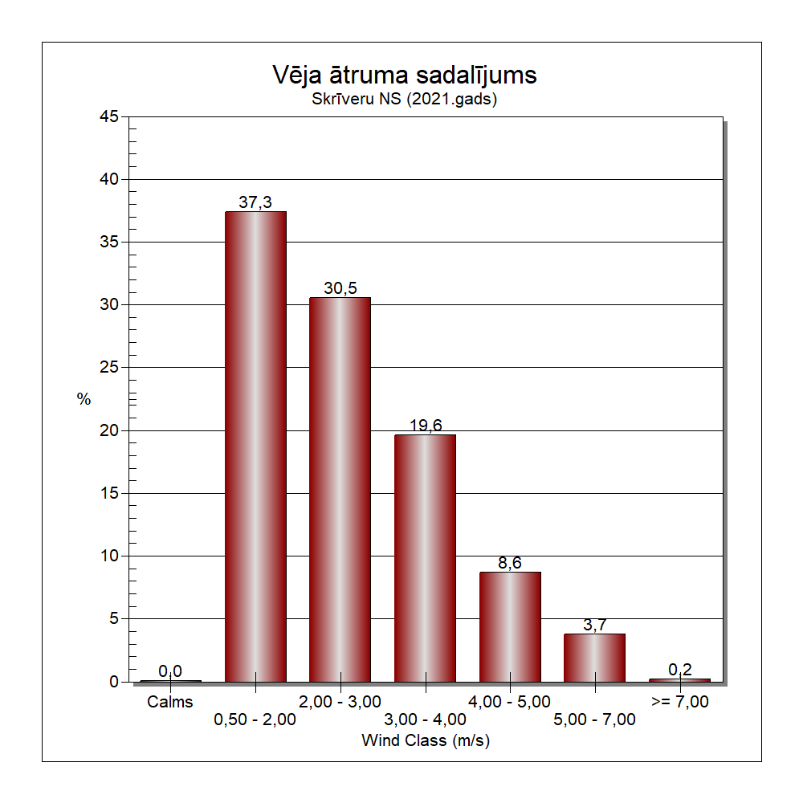 Vēja ātruma sadalījums
Skrīveru NS (2021.gads)
45
40
35
30
25
%
20
15
10
5
0
37,3
30,5
19,6
8,6
3,7
0,0
0,2
Calms
2,00 - 3,00
4,00 - 5,00
>= 7,00
0,50 - 2,00
3,00 - 4,00
5,00 - 7,00
Wind Class (m/s)